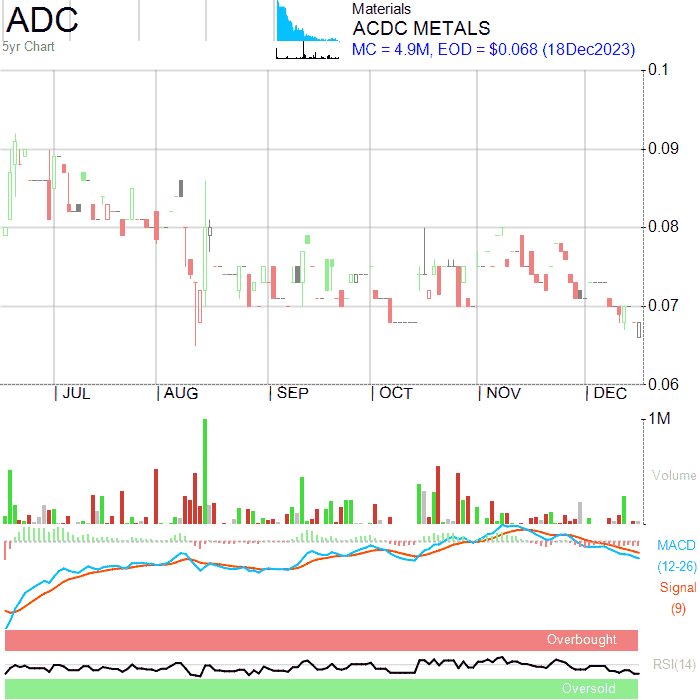 ADC
5yr Chart
Materials
ACDC METALS
MC = 4.9M, EOD = $0.068 (18Dec2023)
0.1
0.09
0.08
0.07
0.06
JUL AUG SEP OCT NOV DEC
1M
Volume
MACD
(12-26)
Signal
(9)
Overbought
RSI(14)
Oversold